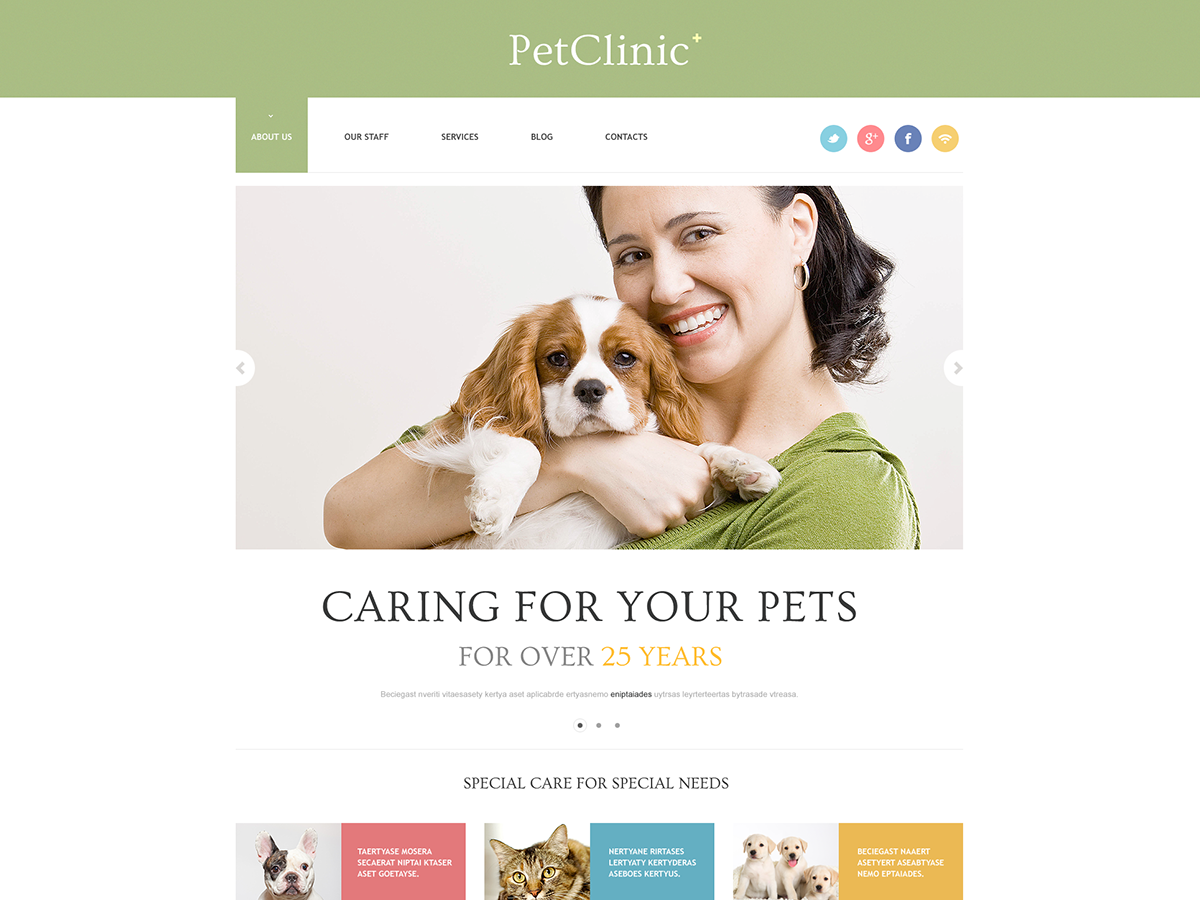 PetClinic+
ABOUT US
OUR STAFF
SERVICES
BLOG
CONTACTS
g+
f
CARING FOR YOUR PETS
FOR OVER 25 YEARS
Beciegast nveriti vitaesasety kertya aset aplicabrde ertyasnemo eniptaiades uytrsas leyrterteertas bytrasade vtreasa.
SPECIAL CARE FOR SPECIAL NEEDS
TAERTYASE MOSERA
SECAERAT NIPTAI KTASER
ASET GOETAYSE.
NERTYANE RIRTASES
LERTYATY KERTYDERAS
ASEBOES KERTYUS.
BECIEGAST HAAERT
ASETYERT ASEABTYASE
NEMO EPTAIADES.